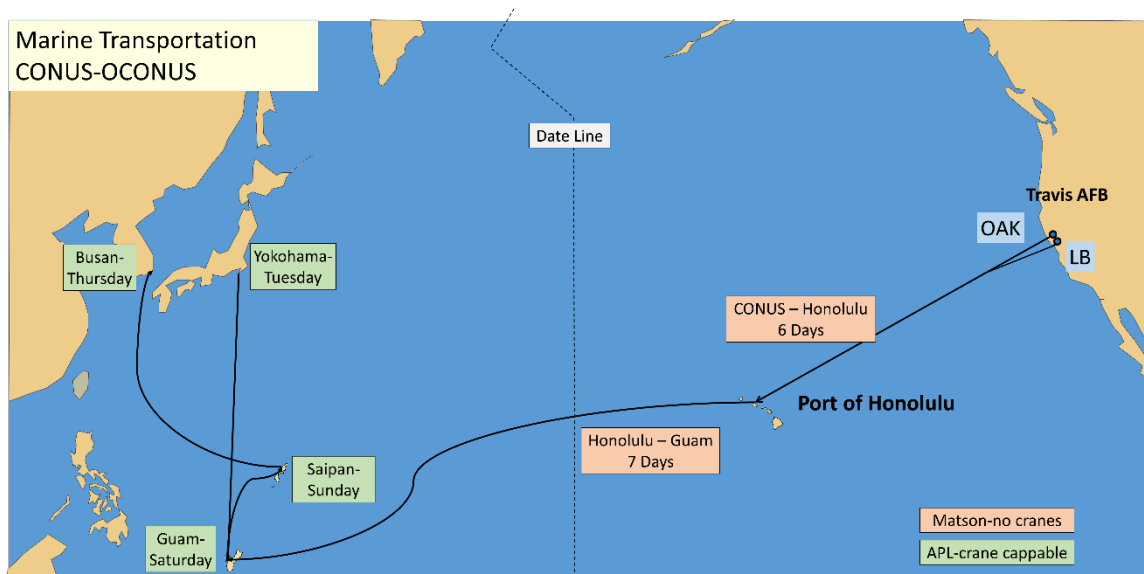 Marine Transportation
CONUS-OCONUS
Date Line
Travis AFB
OAK
LB
Busan-
Thursday
Yokohama-
Tuesday
CONUS – Honolulu
6 Days
Port of Honolulu
Honolulu – Guam
7 Days
Saipan-
Sunday
Guam-
Saturday
Matson-no cranes
APL-crane cappable